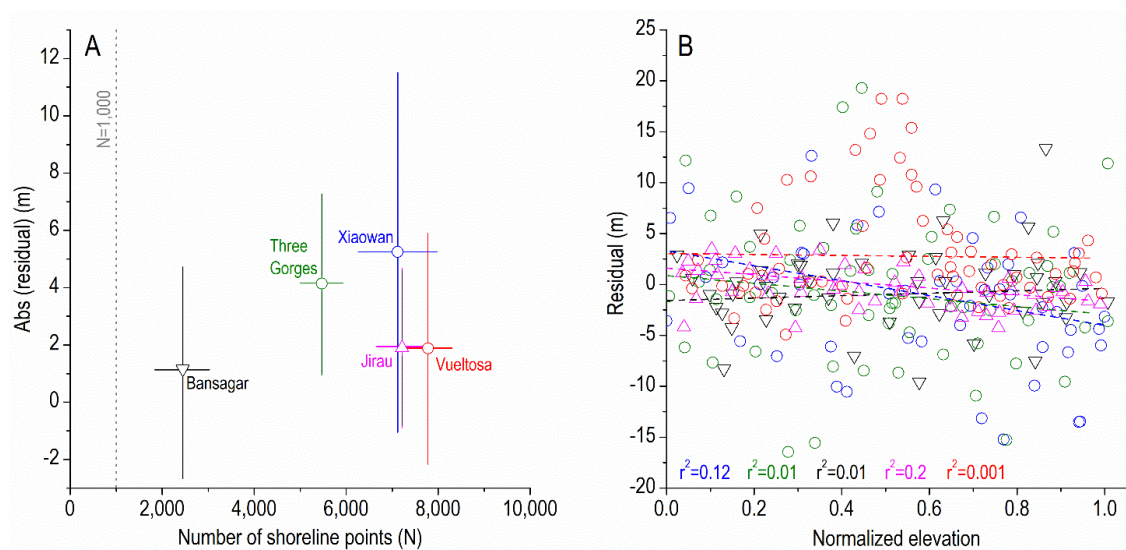 A
12
10
8
6
4
2
0
-2
Abs (residual) (m)
N=1,000
Three
Gorges
Xiaowan
Jirau
Vueltosa
Bansagar
0
2,000
4,000
6,000
8,000
10,000
Number of shoreline points (N)
B
25
20
15
10
5
0
-5
-10
-15
-20
Residual (m)
r²=0.12 r²=0.01 r²=0.01 r²=0.2 r²=0.001
0.0
0.2
0.4
0.6
0.8
1.0
Normalized elevation